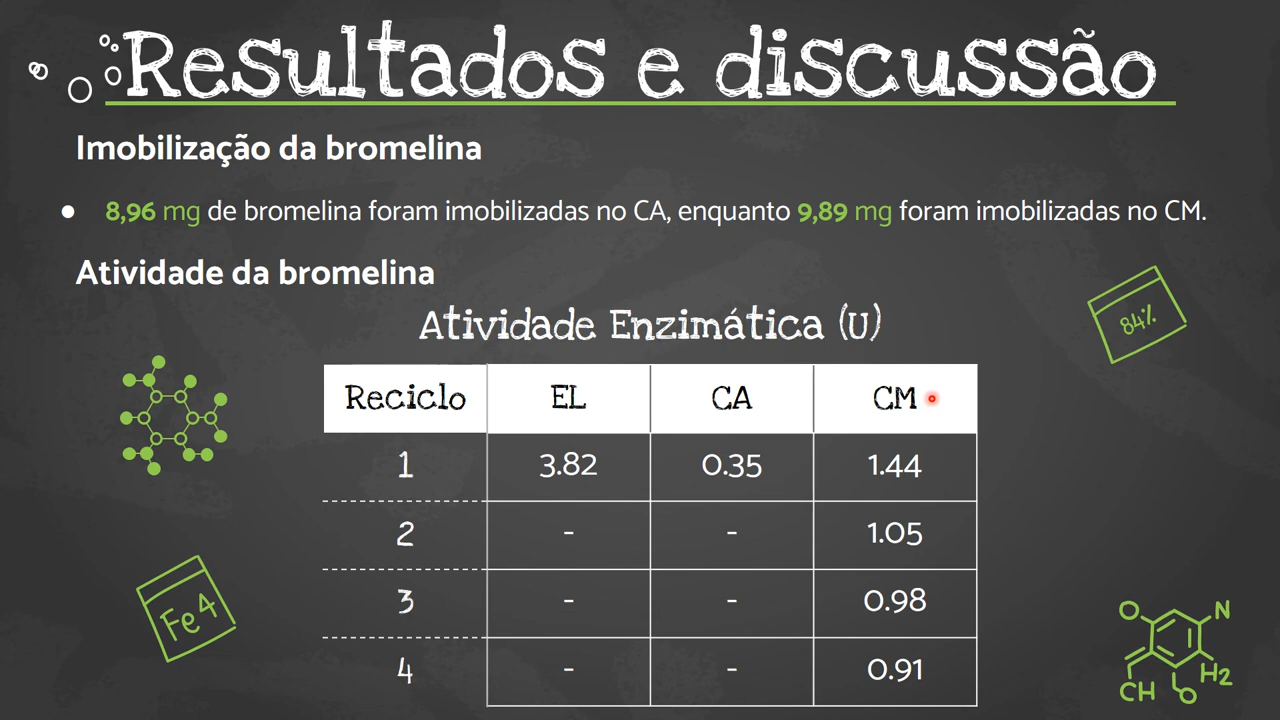 Resultados e discussão
Imobilização da bromelina
● 8,96 mg de bromelina foram imobilizadas no CA, enquanto 9,89 mg foram imobilizadas no CM.
Atividade da bromelina
84%
Atividade Enzimática (U)
Reciclo EL CA CM
1 3.82 0.35 1.44
2 - - 1.05
3 - - 0.98
4 - - 0.91
Fe4
O N
H2
CH O